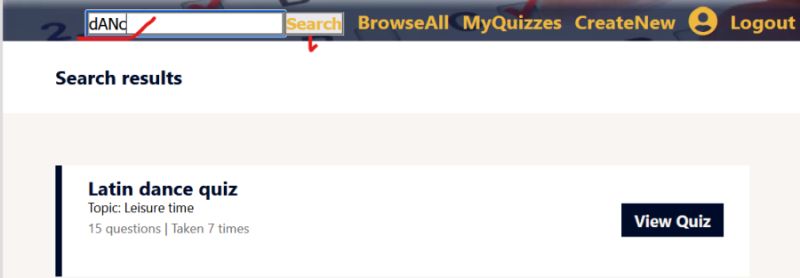 2. dANc Search BrowseAll MyQuizzes CreateNew Logout
Search results
Latin dance quiz
Topic: Leisure time
15 questions | Taken 7 times
View Quiz